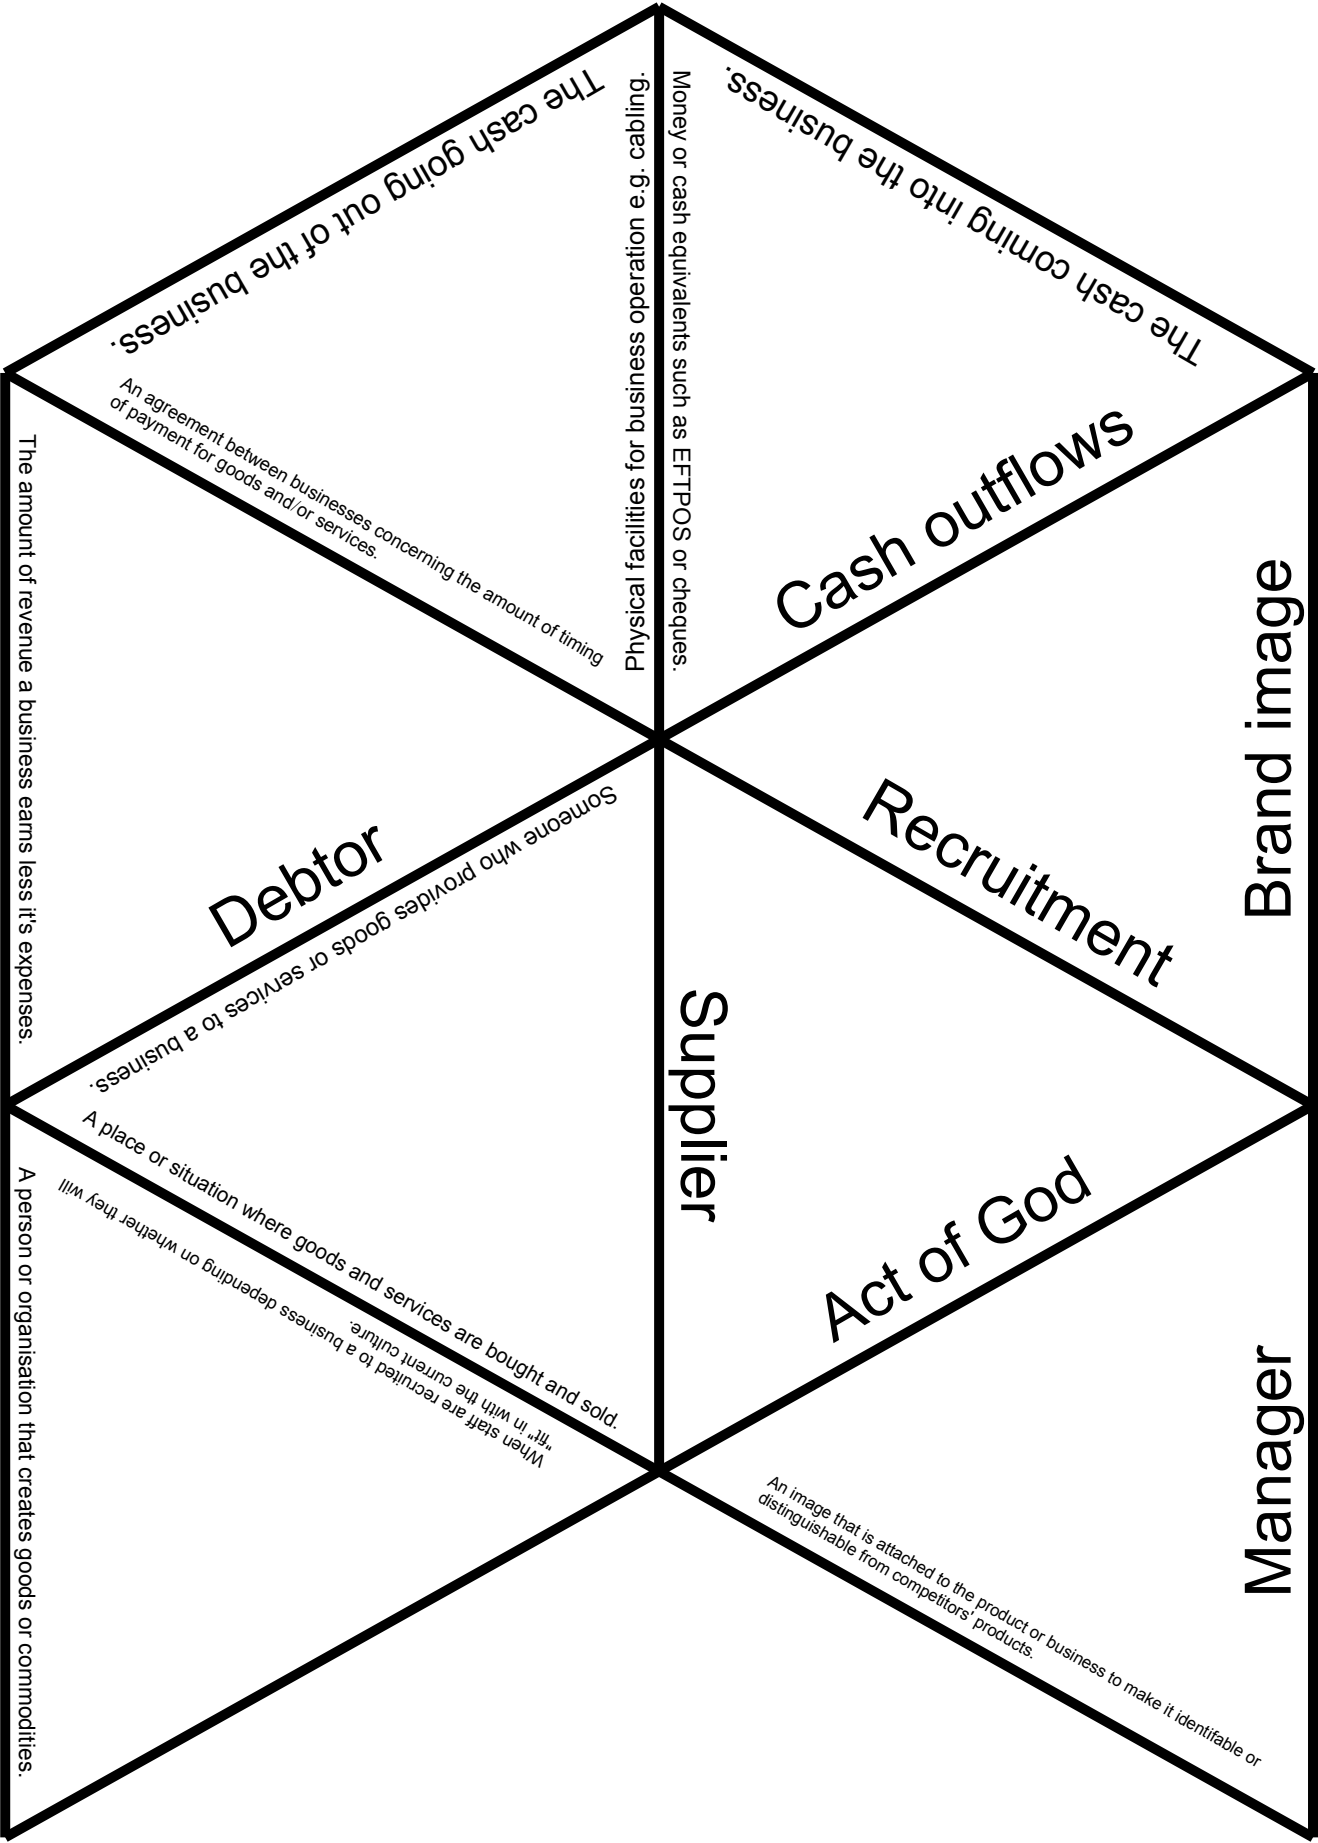 The cash going out of the business.
Physical facilities for business operation e.g. cabling.
An agreement between businesses concerning the amount of timing
of payment for goods and/or services.
Money or cash equivalents such as EFTPOS or cheques.
The cash coming into the business.
Cash outflows
The amount of revenue a business earns less it's expenses.
Debtor
Brand image
Recruitment
Someone who provides goods or services to a business.
A place or situation where goods and services are bought and sold.
Supplier
Act of God
When staff are recruited to a business depending on whether they will
"fit" in with the current culture.
A person or organisation that creates goods or commodities.
Manager
An image that is attached to the product or business to make it identifable or
distinguishable from competitors' products.